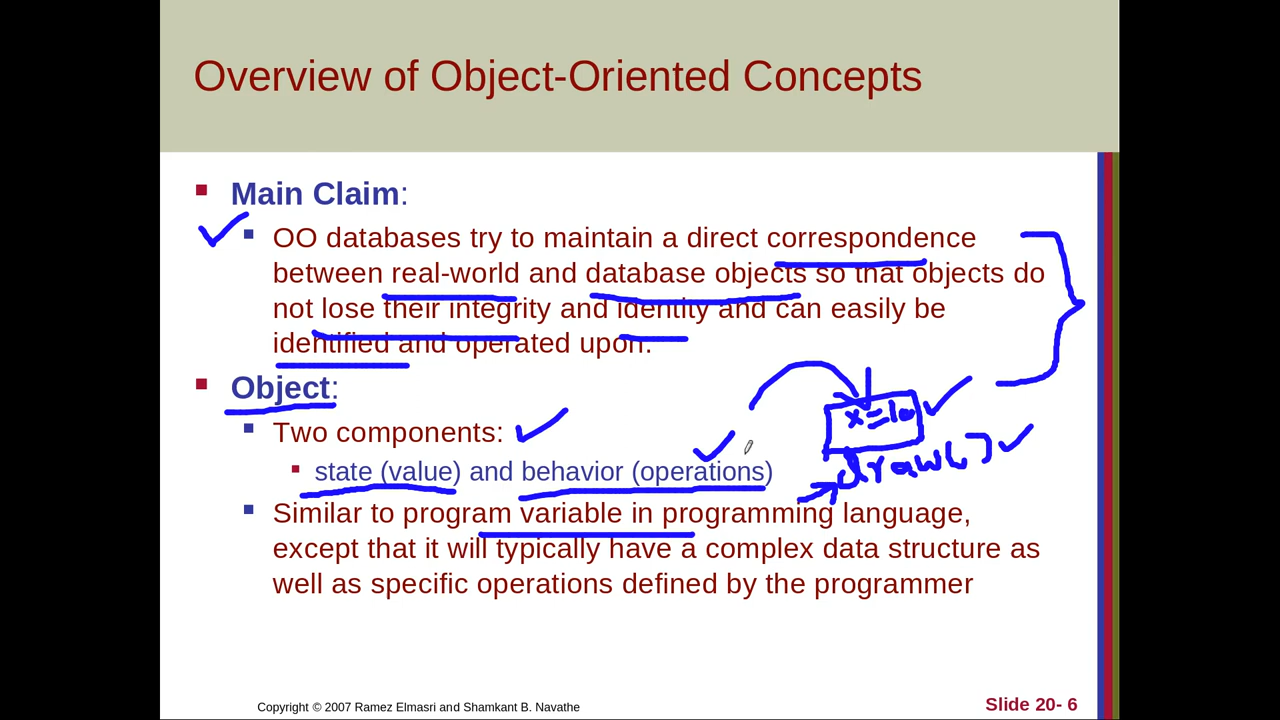 Overview of Object-Oriented Concepts
Main Claim:
OO databases try to maintain a direct correspondence
between real-world and database objects so that objects do
not lose their integrity and identity and can easily be
identified and operated upon.
Object:
x=10
Two components:
draw()
state (value) and behavior (operations)
Similar to program variable in programming language,
except that it will typically have a complex data structure as
well as specific operations defined by the programmer
Copyright © 2007 Ramez Elmasri and Shamkant B. Navathe
Slide 20- 6